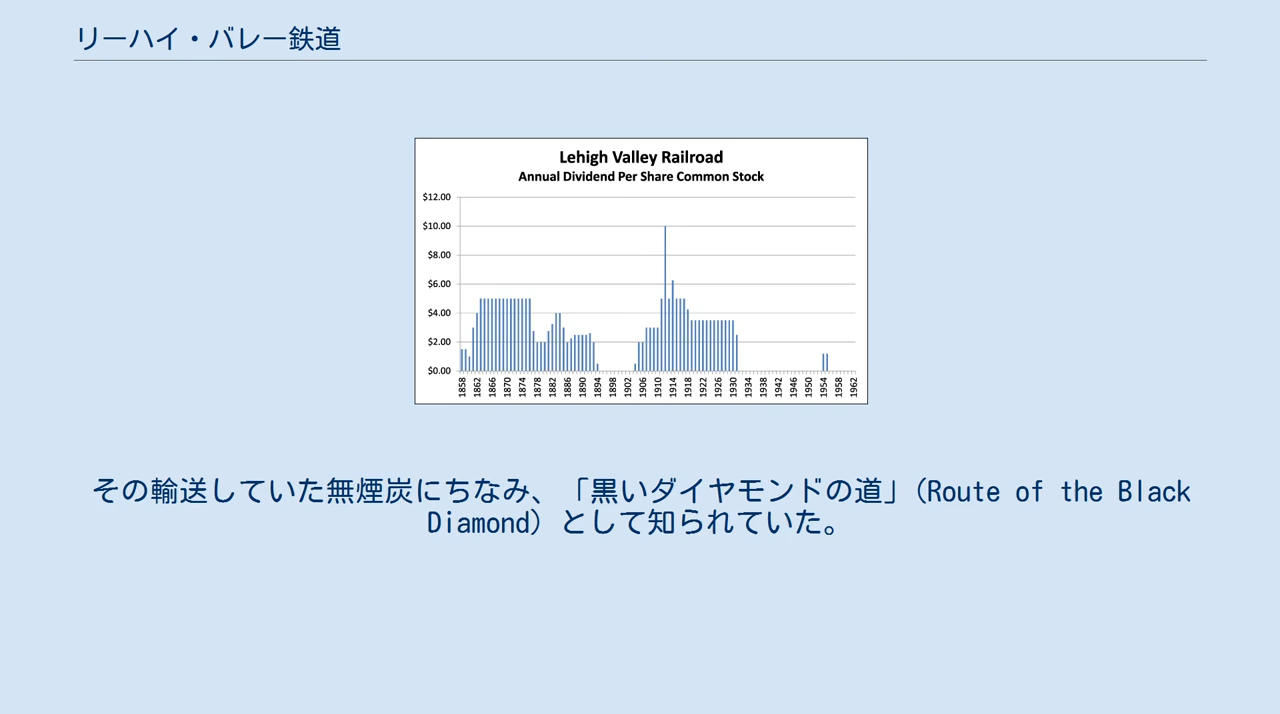 リーハイ・バレー鉄道
Lehigh Valley Railroad
Annual Dividend Per Share Common Stock
$12.00
$10.00
$8.00
$6.00
$4.00
$2.00
$0.00
1858 1862 1866 1870 1874 1878 1882 1886 1890 1894 1898 1902 1906 1910 1914 1918 1922 1926 1930 1934 1938 1942 1946 1950 1954 1958 1962
その輸送していた無煙炭にちなみ、「黒いダイヤモンドの道」(Route of the Black
Diamond) として知られていた。